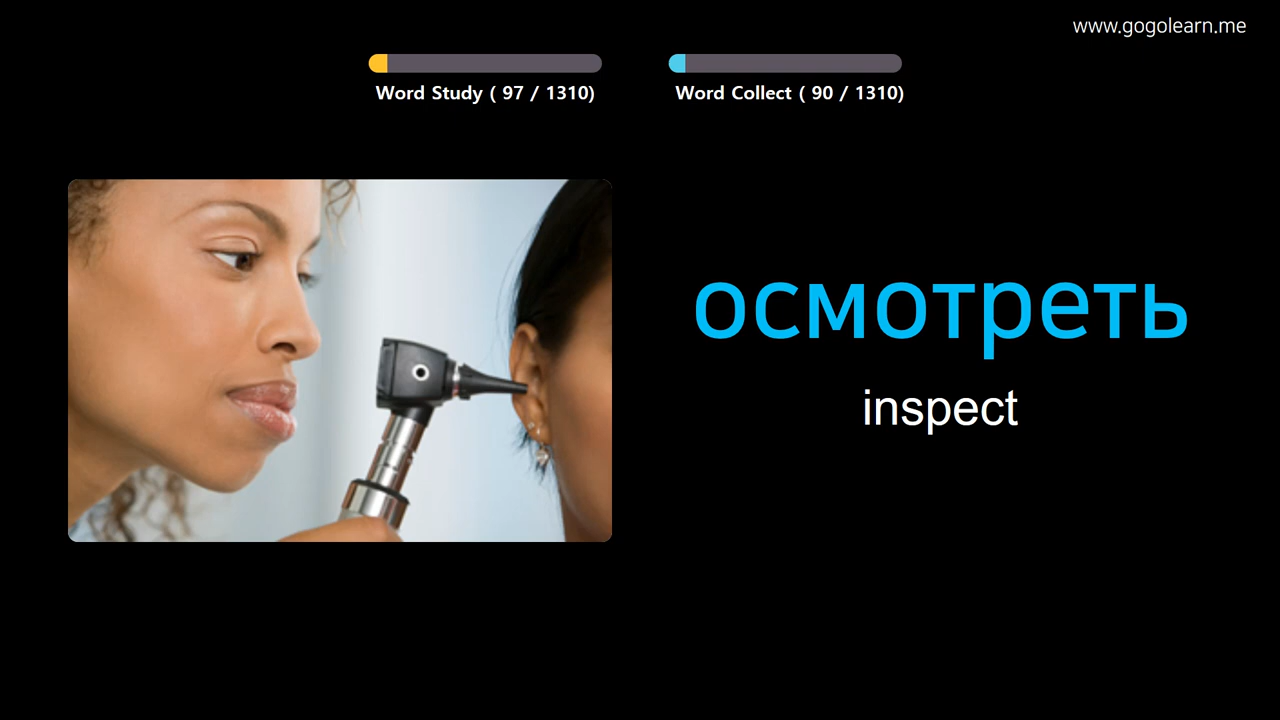 www.gogolearn.me
Word Study ( 97 / 1310)
Word Collect ( 90 / 1310)
осмотреть
inspect